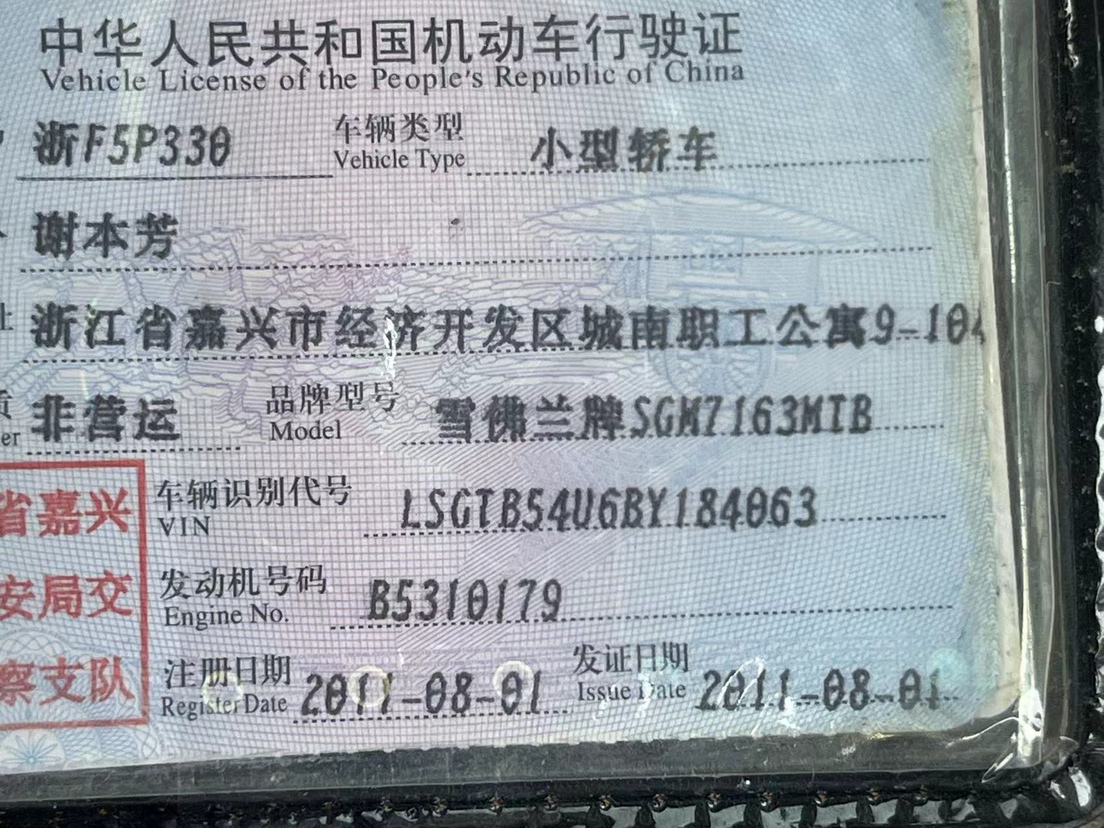 中华人民共和国机动车行驶证
Vehicle License of the People's Republic of China
浙F5P330 车辆类型 小型轿车
Vehicle Type
谢本芳
浙江省嘉兴市经济开发区城南职工公寓9-104
非营运 品牌型号 雪佛兰牌SGM7163MTB
er Model
省嘉兴 车辆识别代号 LSGTB54U6BY184063
VIN
安局交 发动机号码 B5310179
Engine No.
察支队 注册日期 2011-08-01 发证日期 2011-08-01
Register Date Issue Date